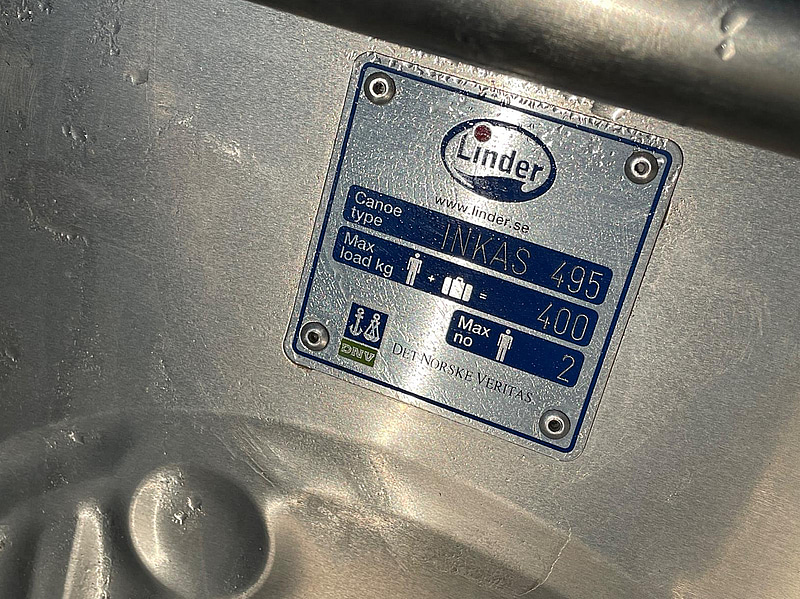 Linder
www.linder.se
Canoe type INKAS 495
Max load kg + = 400
Max no 2
DNV DET NORSKE VERITAS